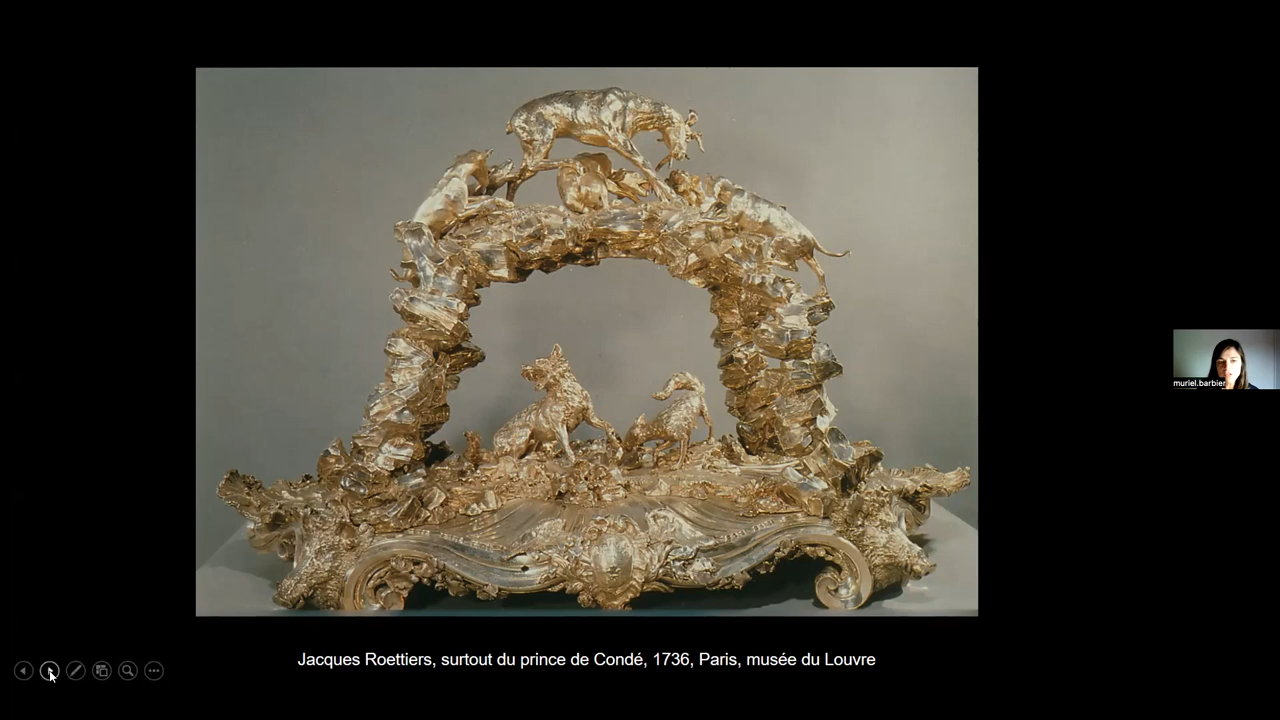 muriel.barbier
Jacques Roettiers, surtout du prince de Condé, 1736, Paris, musée du Louvre